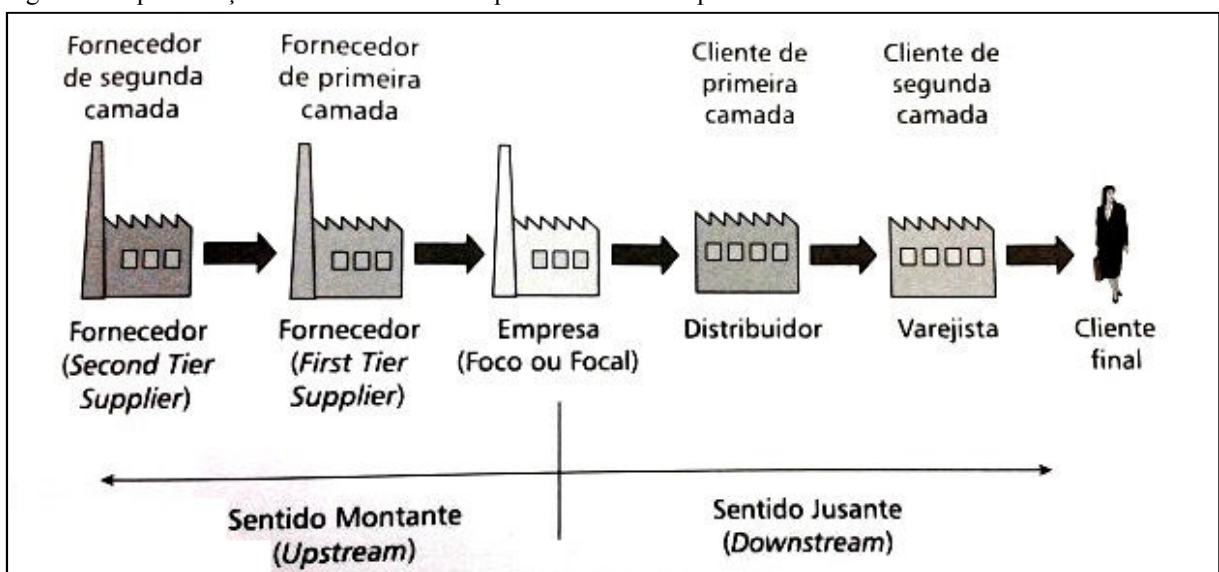 Fornecedor
de segunda
camada
Fornecedor
de primeira
camada
Cliente de
primeira
camada
Cliente de
segunda
camada
Fornecedor
(Second Tier
Supplier)
Fornecedor
(First Tier
Supplier)
Empresa
(Foco ou Focal)
Distribuidor
Varejista
Cliente
final
Sentido Montante
(Upstream)
Sentido Jusante
(Downstream)